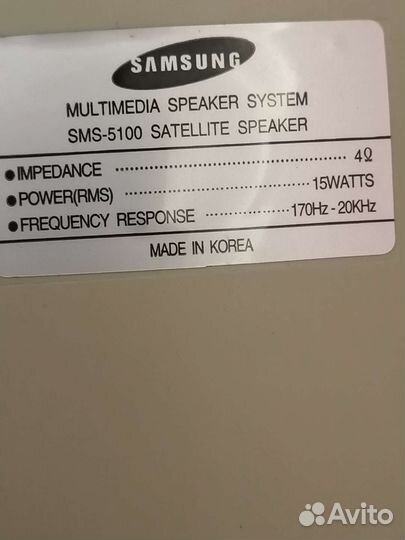 SAMSUNG
MULTIMEDIA SPEAKER SYSTEM
SMS-5100 SATELLITE SPEAKER
●IMPEDANCE ........................ 4Ω
●POWER(RMS) ........................ 15WATTS
●FREQUENCY RESPONSE ............ 170Hz - 20KHz
MADE IN KOREA
Avito